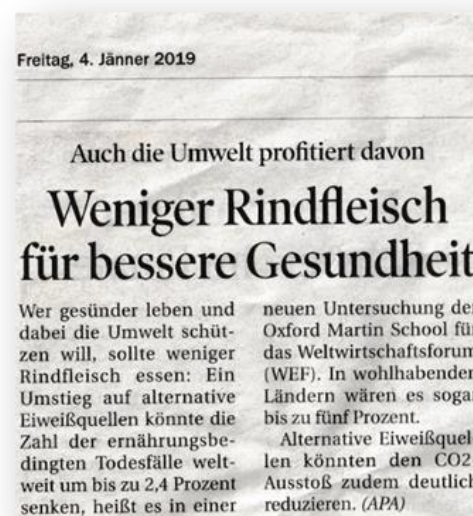 Freitag, 4. Jänner 2019
Auch die Umwelt profitiert davon
Weniger Rindfleisch
für bessere Gesundheit
Wer gesünder leben und
dabei die Umwelt schüt-
zen will, sollte weniger
Rindfleisch essen: Ein
Umstieg auf alternative
Eiweißquellen könnte die
Zahl der ernährungsbe-
dingten Todesfälle welt-
weit um bis zu 2,4 Prozent
senken, heißt es in einer
neuen Untersuchung der
Oxford Martin School für
das Weltwirtschaftsforum
(WEF). In wohlhabenden
Ländern wären es sogar
bis zu fünf Prozent.
Alternative Eiweißquel-
len könnten den CO2-
Ausstoß zudem deutlich
reduzieren. (APA)